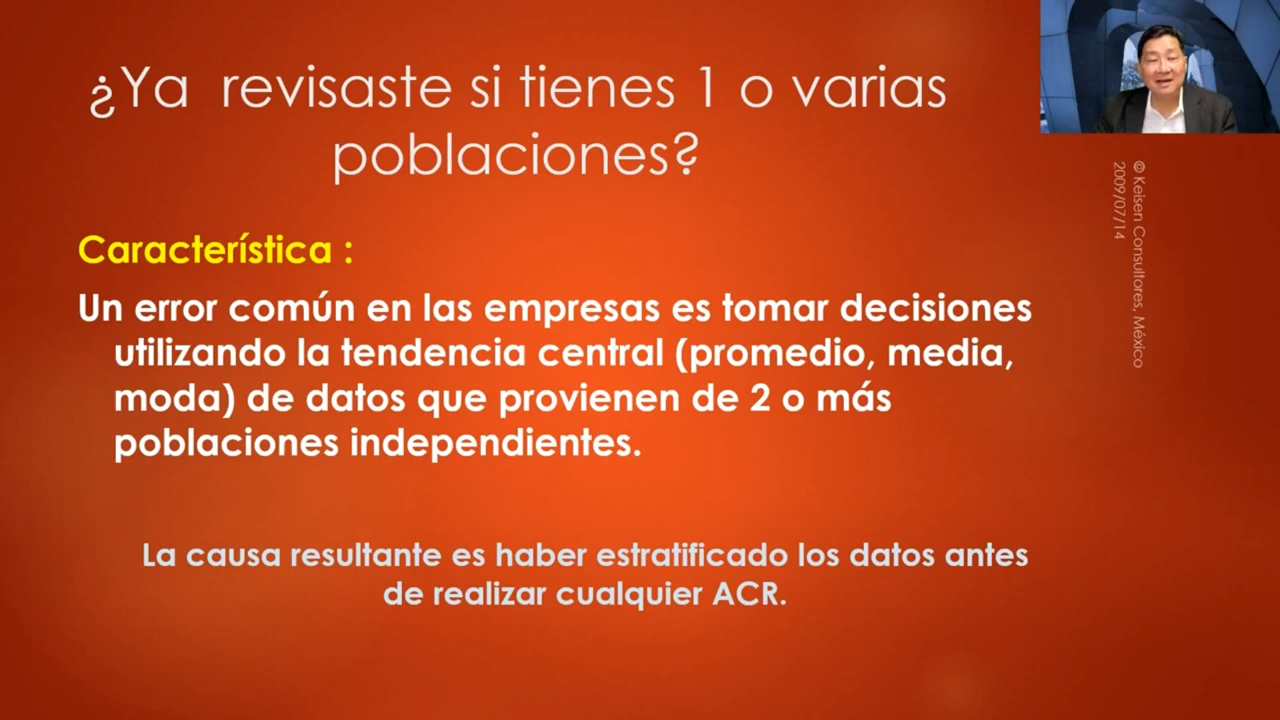 ¿Ya revisaste si tienes 1 o varias
poblaciones?
Característica :
Un error común en las empresas es tomar decisiones
utilizando la tendencia central (promedio, media,
moda) de datos que provienen de 2 o más
poblaciones independientes.
La causa resultante es haber estratificado los datos antes
de realizar cualquier ACR.
© Keisen Consultores, México
2009/07/14